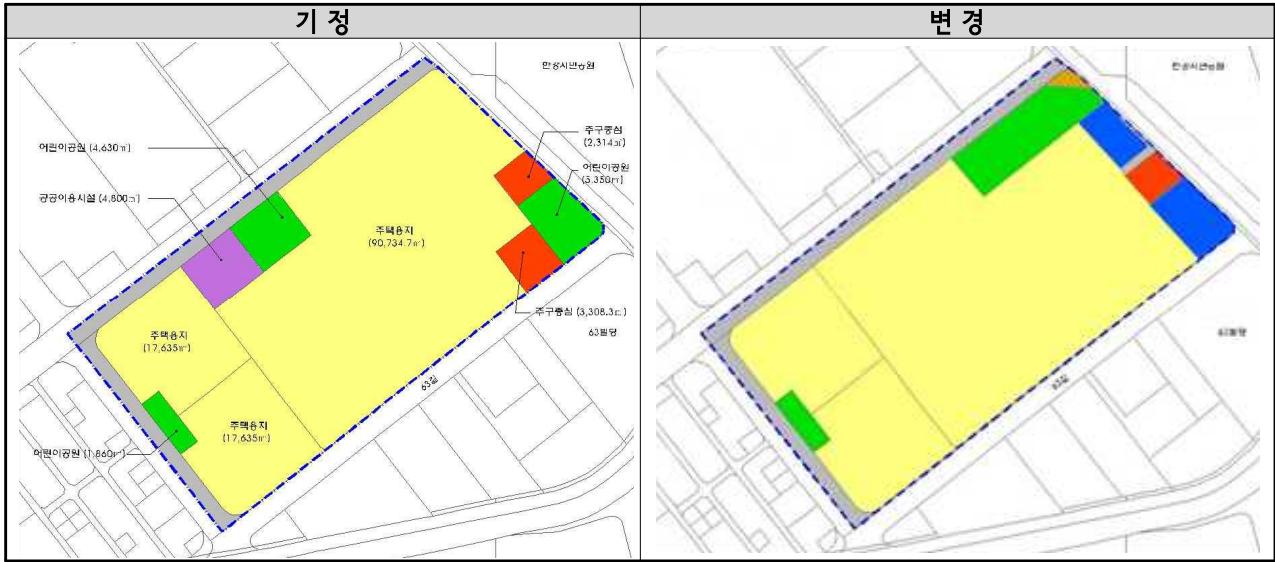 기 정
변 경
한강시민공원
어린이공원 (4,630㎡)
공공이용시설 (4,800㎡)
주구중심
(2,314㎡)
어린이공원
(5,350㎡)
주택용지
(90,734.7㎡)
주구중심 (3,308.3㎡)
63빌딩
주택용지
(17,635㎡)
63길
주택용지
(17,635㎡)
어린이공원 (1,860㎡)
한강시민공원
63빌딩
63길